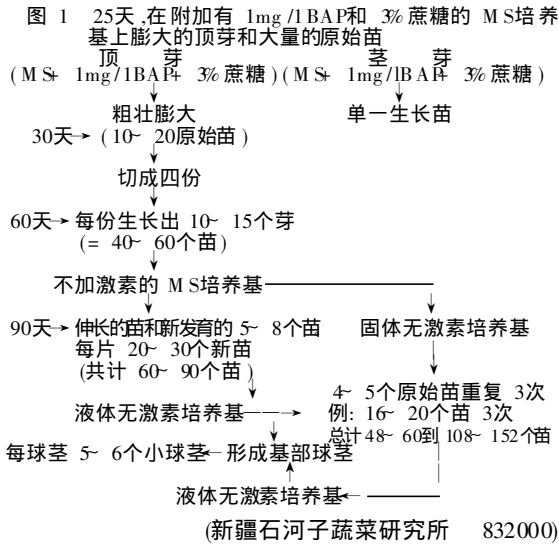 图 1 25天,在附加有 1mg/1BAP和 3%蔗糖的 MS培养
基上膨大的顶芽和大量的原始苗
顶 芽 茎 芽
(MS+ 1mg/1BAP+ 3%蔗糖)(MS+ 1mg/1BAP+ 3%蔗糖)
粗壮膨大 单一生长苗
30天→ (10~ 20原始苗)
切成四份
60天→ 每份生长出 10~ 15个芽
(= 40~ 60个苗)
不加激素的 MS培养基
90天→ 伸长的苗和新发育的 5~ 8个苗 固体无激素培养基
每片 20~ 30个新苗
(共计 60~ 90个苗)
4~ 5个原始苗重复 3次
液体无激素培养基 → 例: 16~ 20个苗 3次
总计 48~ 60到 108~ 152个苗
每球茎 5~ 6个小球茎← 形成基部球茎
液体无激素培养基←
(新疆石河子蔬菜研究所 832000)